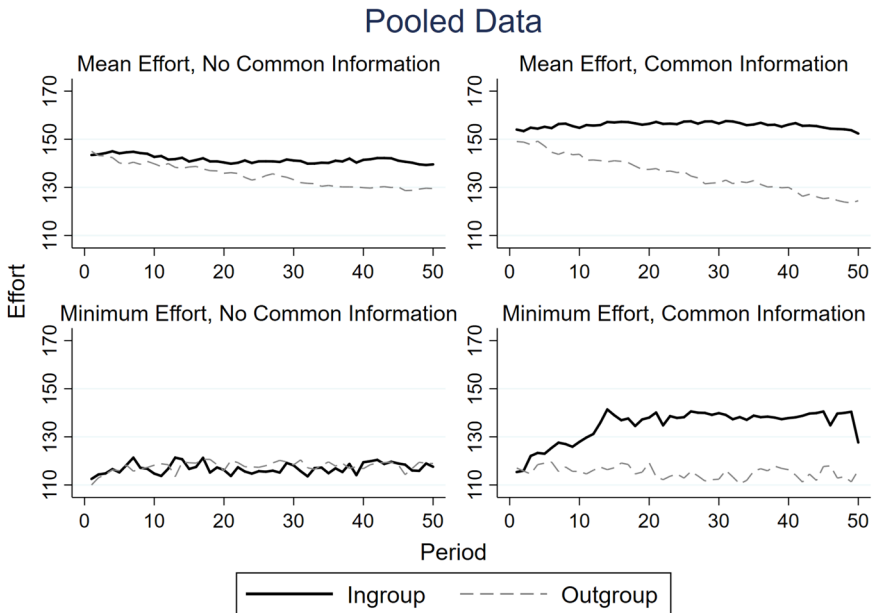 Pooled Data
Mean Effort, No Common Information
Mean Effort, Common Information
170
150
130
110
0 10 20 30 40 50
170
150
130
110
0 10 20 30 40 50
Effort
Minimum Effort, No Common Information
Minimum Effort, Common Information
170
150
130
110
0 10 20 30 40 50
170
150
130
110
0 10 20 30 40 50
Period
Ingroup Outgroup